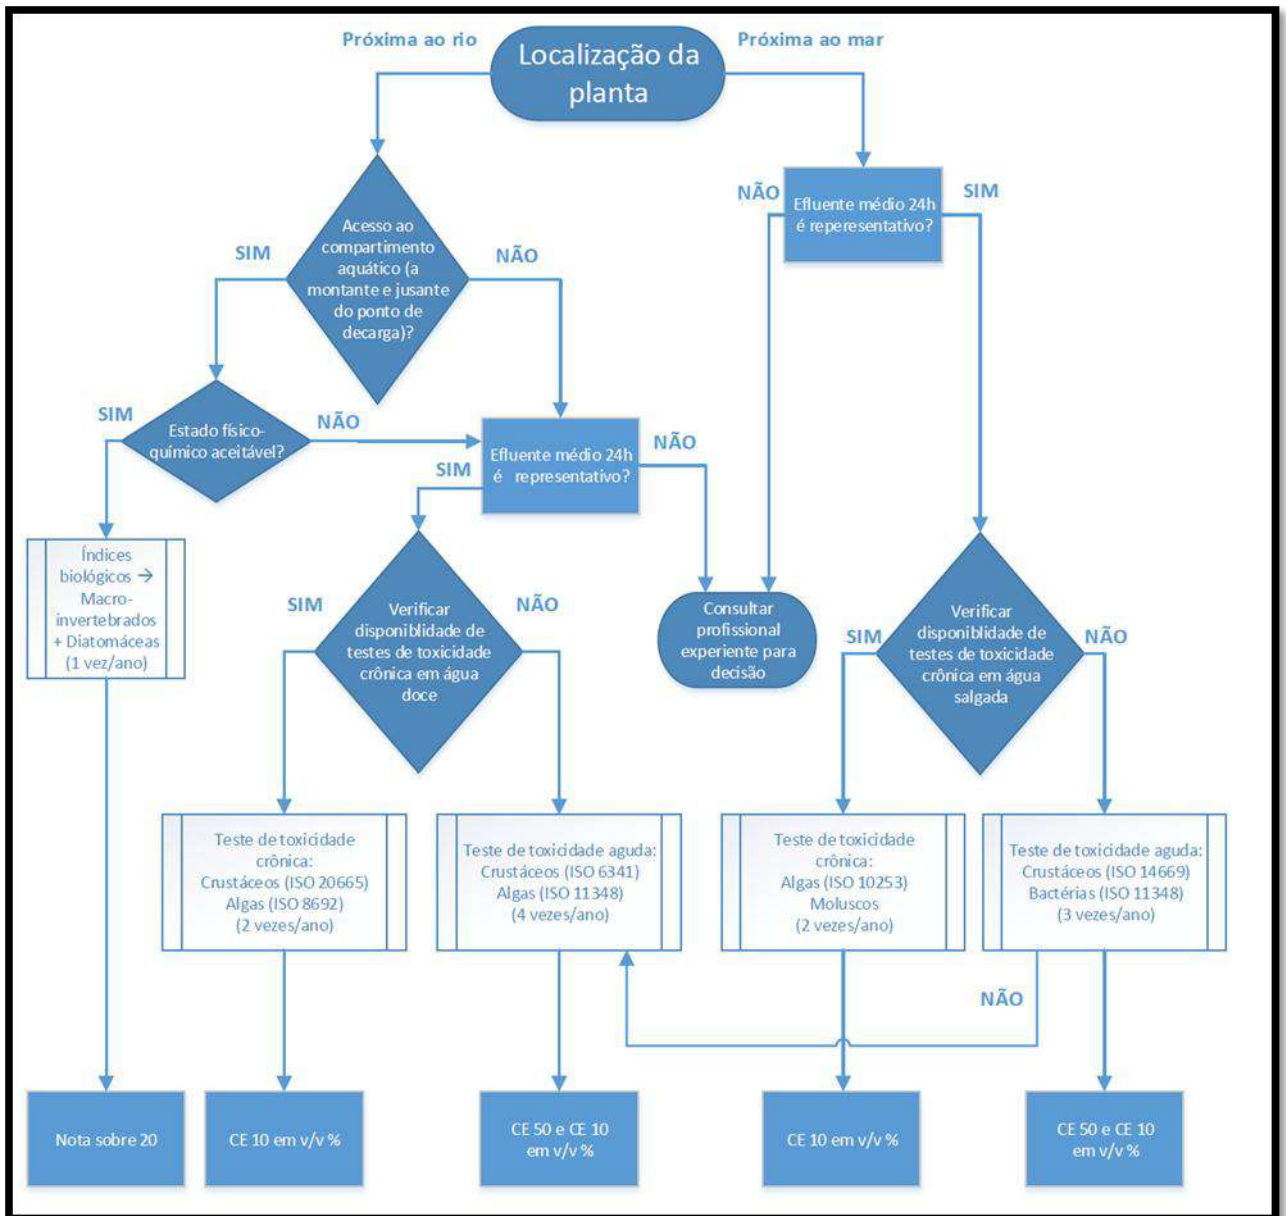 Próxima ao rio
Localização da
planta
Próxima ao mar
NÃO
Efluente médio 24h
é reperesentativo?
SIM
SIM
Acesso ao
compartimento
aquático (a
montante e jusante
do ponto de
decarga)?
NÃO
SIM
Estado físico-
químico aceitável?
NÃO
Efluente médio 24h
é representativo?
NÃO
SIM
Índices
biológicos →
Macro-
invertebrados
+ Diatomáceas
(1 vez/ano)
SIM
Verificar
disponiblidade de
testes de toxicidade
crônica em água
doce
NÃO
Consultar
profissional
experiente para
decisão
SIM
Verificar
disponiblidade de
testes de toxicidade
crônica em água
salgada
NÃO
Teste de toxicidade
crônica:
Crustáceos (ISO 20665)
Algas (ISO 8692)
(2 vezes/ano)
Teste de toxicidade aguda:
Crustáceos (ISO 6341)
Algas (ISO 11348)
(4 vezes/ano)
Teste de toxicidade
crônica:
Algas (ISO 10253)
Moluscos
(2 vezes/ano)
Teste de toxicidade aguda:
Crustáceos (ISO 14669)
Bactérias (ISO 11348)
(3 vezes/ano)
NÃO
Nota sobre 20
CE 10 em v/v %
CE 50 e CE 10
em v/v %
CE 10 em v/v %
CE 50 e CE 10
em v/v %